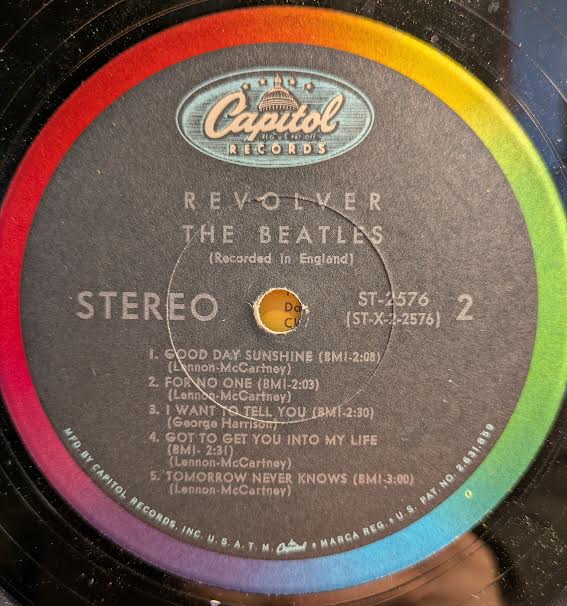 Capitol
REG. U.S. PAT. OFF.
RECORDS
REVOLVER
THE BEATLES
(Recorded in England)
STEREO
ST-2576
(ST-X-2-2576)
2
Da
Cl
1. GOOD DAY SUNSHINE (BMI-2:08)
(Lennon-McCartney)
2. FOR NO ONE (BMI-2:03)
(Lennon-McCartney)
3. I WANT TO TELL YOU (BMI-2:30)
(George Harrison)
4. GOT TO GET YOU INTO MY LIFE
(BMI- 2:31)
(Lennon-McCartney)
5. TOMORROW NEVER KNOWS (BMI-3:00)
(Lennon-McCartney)
MFD. BY CAPITOL RECORDS, INC. U.S.A. T.M. Capitol • MARCA REG. • U.S. PAT. NO. 2,631,859